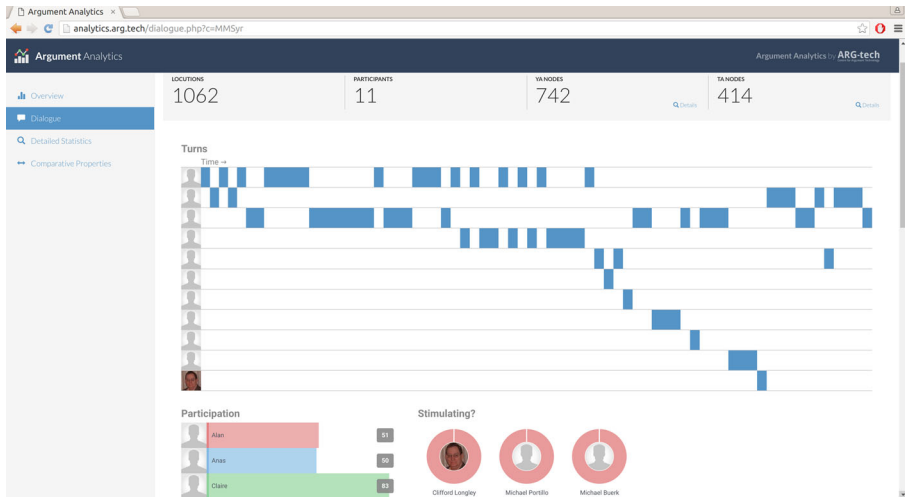 Argument Analytics ×
analytics.arg.tech/dialogue.php?c=MMSyr
Argument Analytics
Argument Analytics by ARG-tech
Overview
Dialogue
Detailed Statistics
Comparative Properties
LOCUTIONS
1062
PARTICIPANTS
11
YA NODES
742
Details
TA NODES
414
Details
Turns
Time →
Participation
Alan
51
Anas
50
Claire
83
Stimulating?
Clifford Longley
Michael Portillo
Michael Buerk